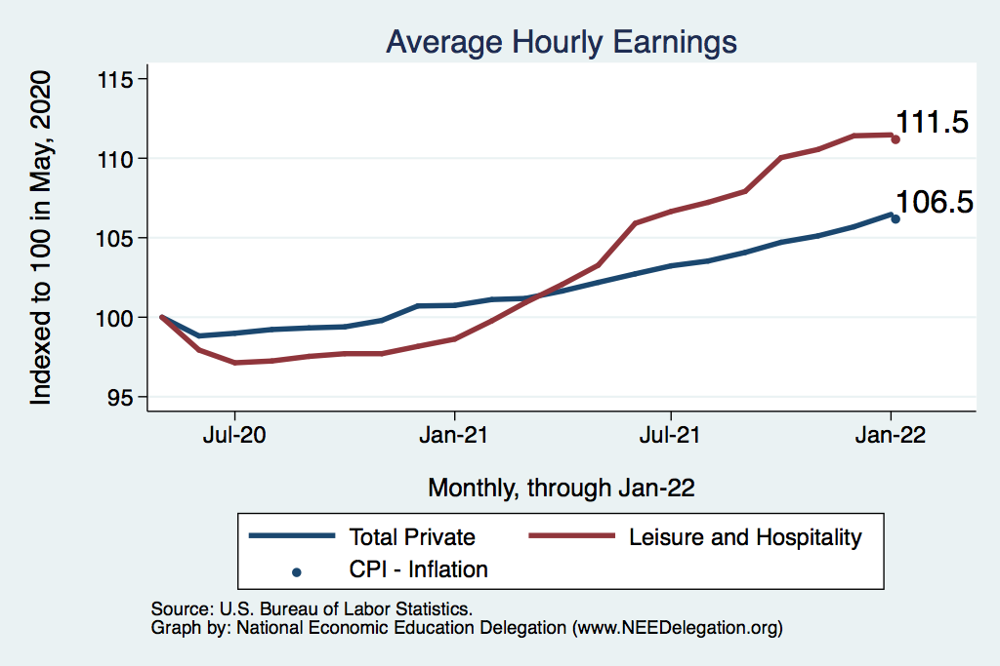 Average Hourly Earnings
Indexed to 100 in May, 2020
115
110
105
100
95
111.5
106.5
Jul-20
Jan-21
Jul-21
Jan-22
Monthly, through Jan-22
Total Private
Leisure and Hospitality
CPI - Inflation
Source: U.S. Bureau of Labor Statistics.
Graph by: National Economic Education Delegation (www.NEEDelegation.org)